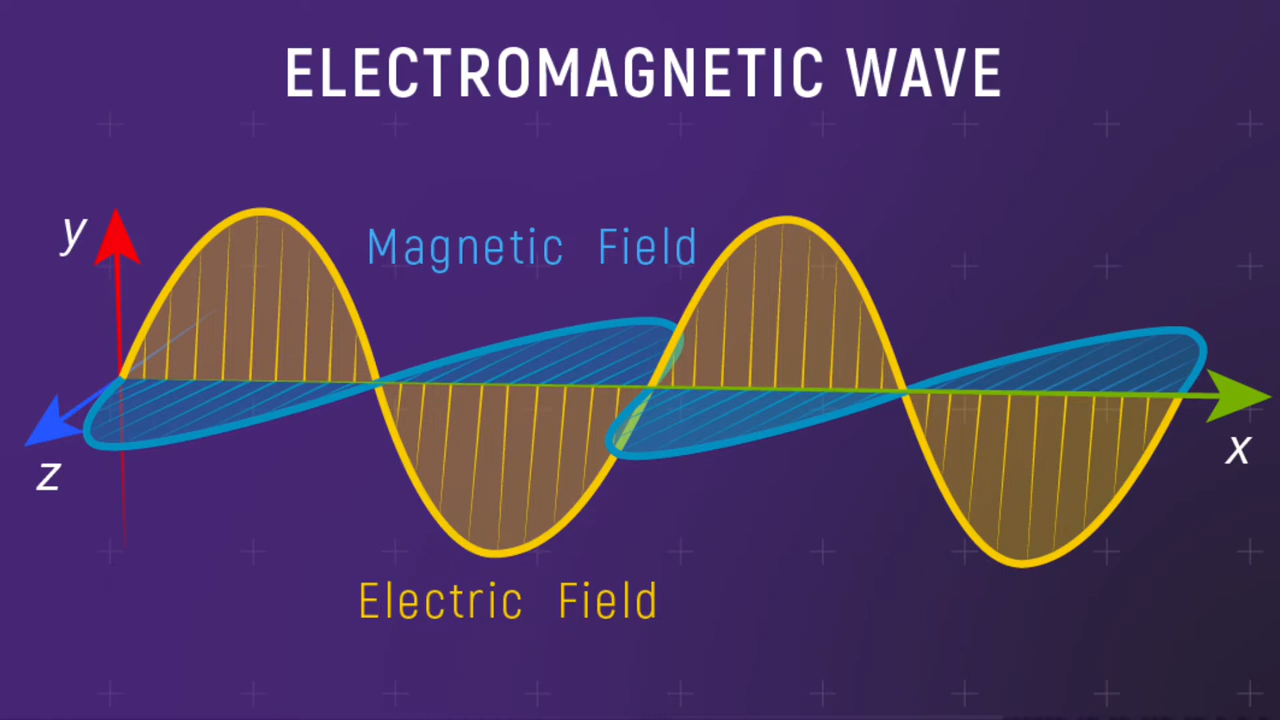 ELECTROMAGNETIC WAVE
y
Magnetic Field
z
x
Electric Field